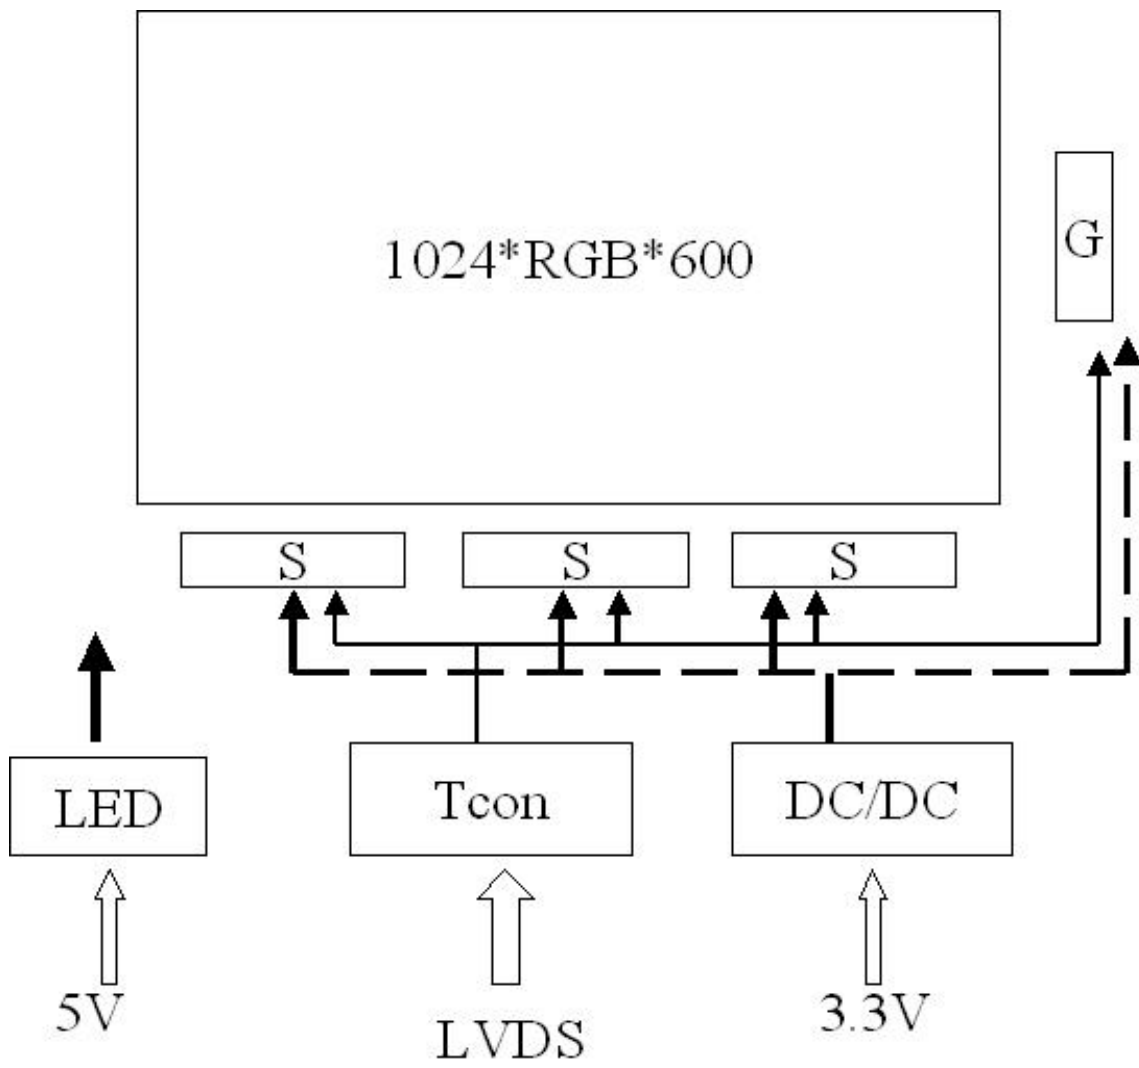 1024*RGB*600
G
S
S
S
LED
Tcon
DC/DC
5V
LVDS
3.3V